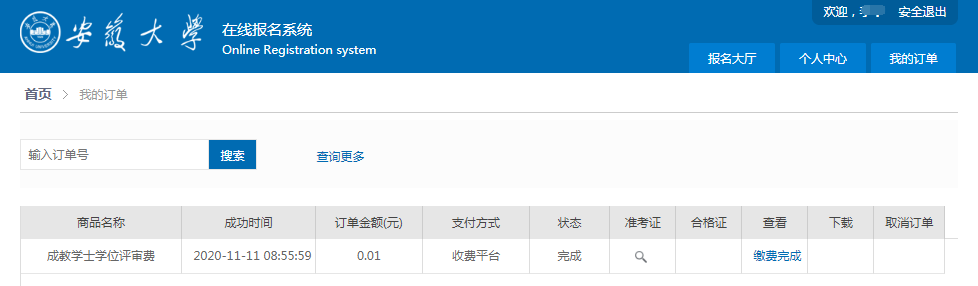 欢迎，
安全退出
安徽大学
在线报名系统
Online Registration system
报名大厅
个人中心
我的订单
首页 > 我的订单
输入订单号
搜索
查询更多
商品名称 成功时间 订单金额(元) 支付方式 状态 准考证 合格证 查看 下载 取消订单
成教学士学位评审费 2020-11-11 08:55:59 0.01 收费平台 完成 缴费完成